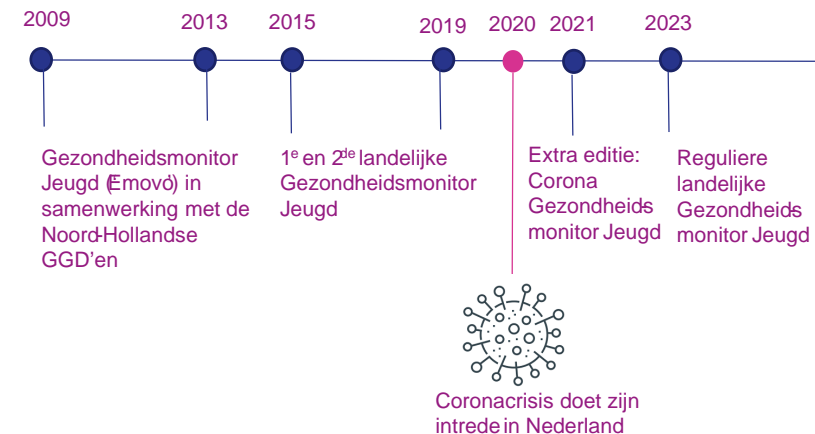 2009 2013 2015 2019 2020 2021 2023
Gezondheidsmonitor
Jeugd (‘Emovo’) in
samenwerking met de
Noord-Hollandse
GGD’en
1e en 2de landelijke
Gezondheidsmonitor
Jeugd
Extra editie:
Corona
Gezondheids-
monitor Jeugd
Reguliere
landelijke
Gezondheids-
monitor Jeugd
Coronacrisis doet zijn
intrede in Nederland